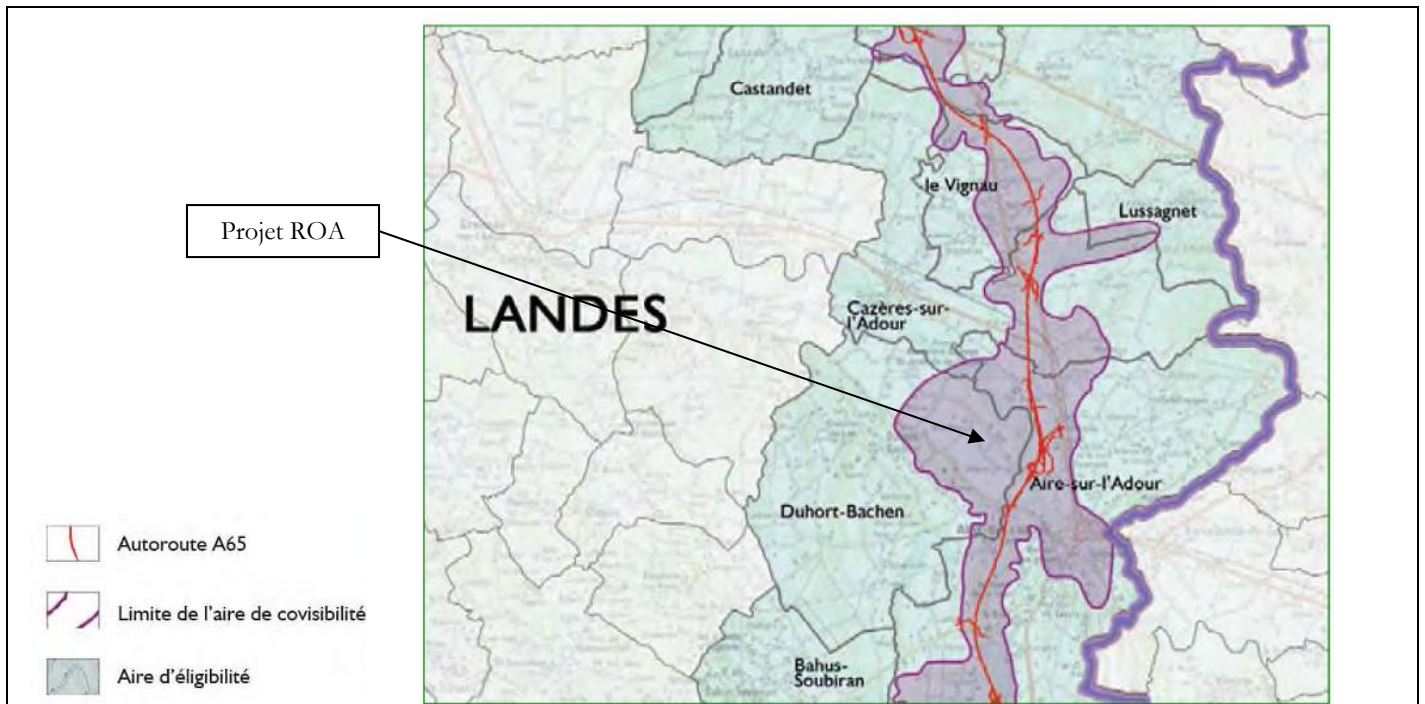 Castandet
le Vignau
Lussagnet
Projet ROA
LANDES
Cazères-sur-
l'Adour
Aire-sur-l'Adour
Duhort-Bachen
Bahus-
Soubiran
Autoroute A65
Limite de l'aire de covisibilité
Aire d'éligibilité